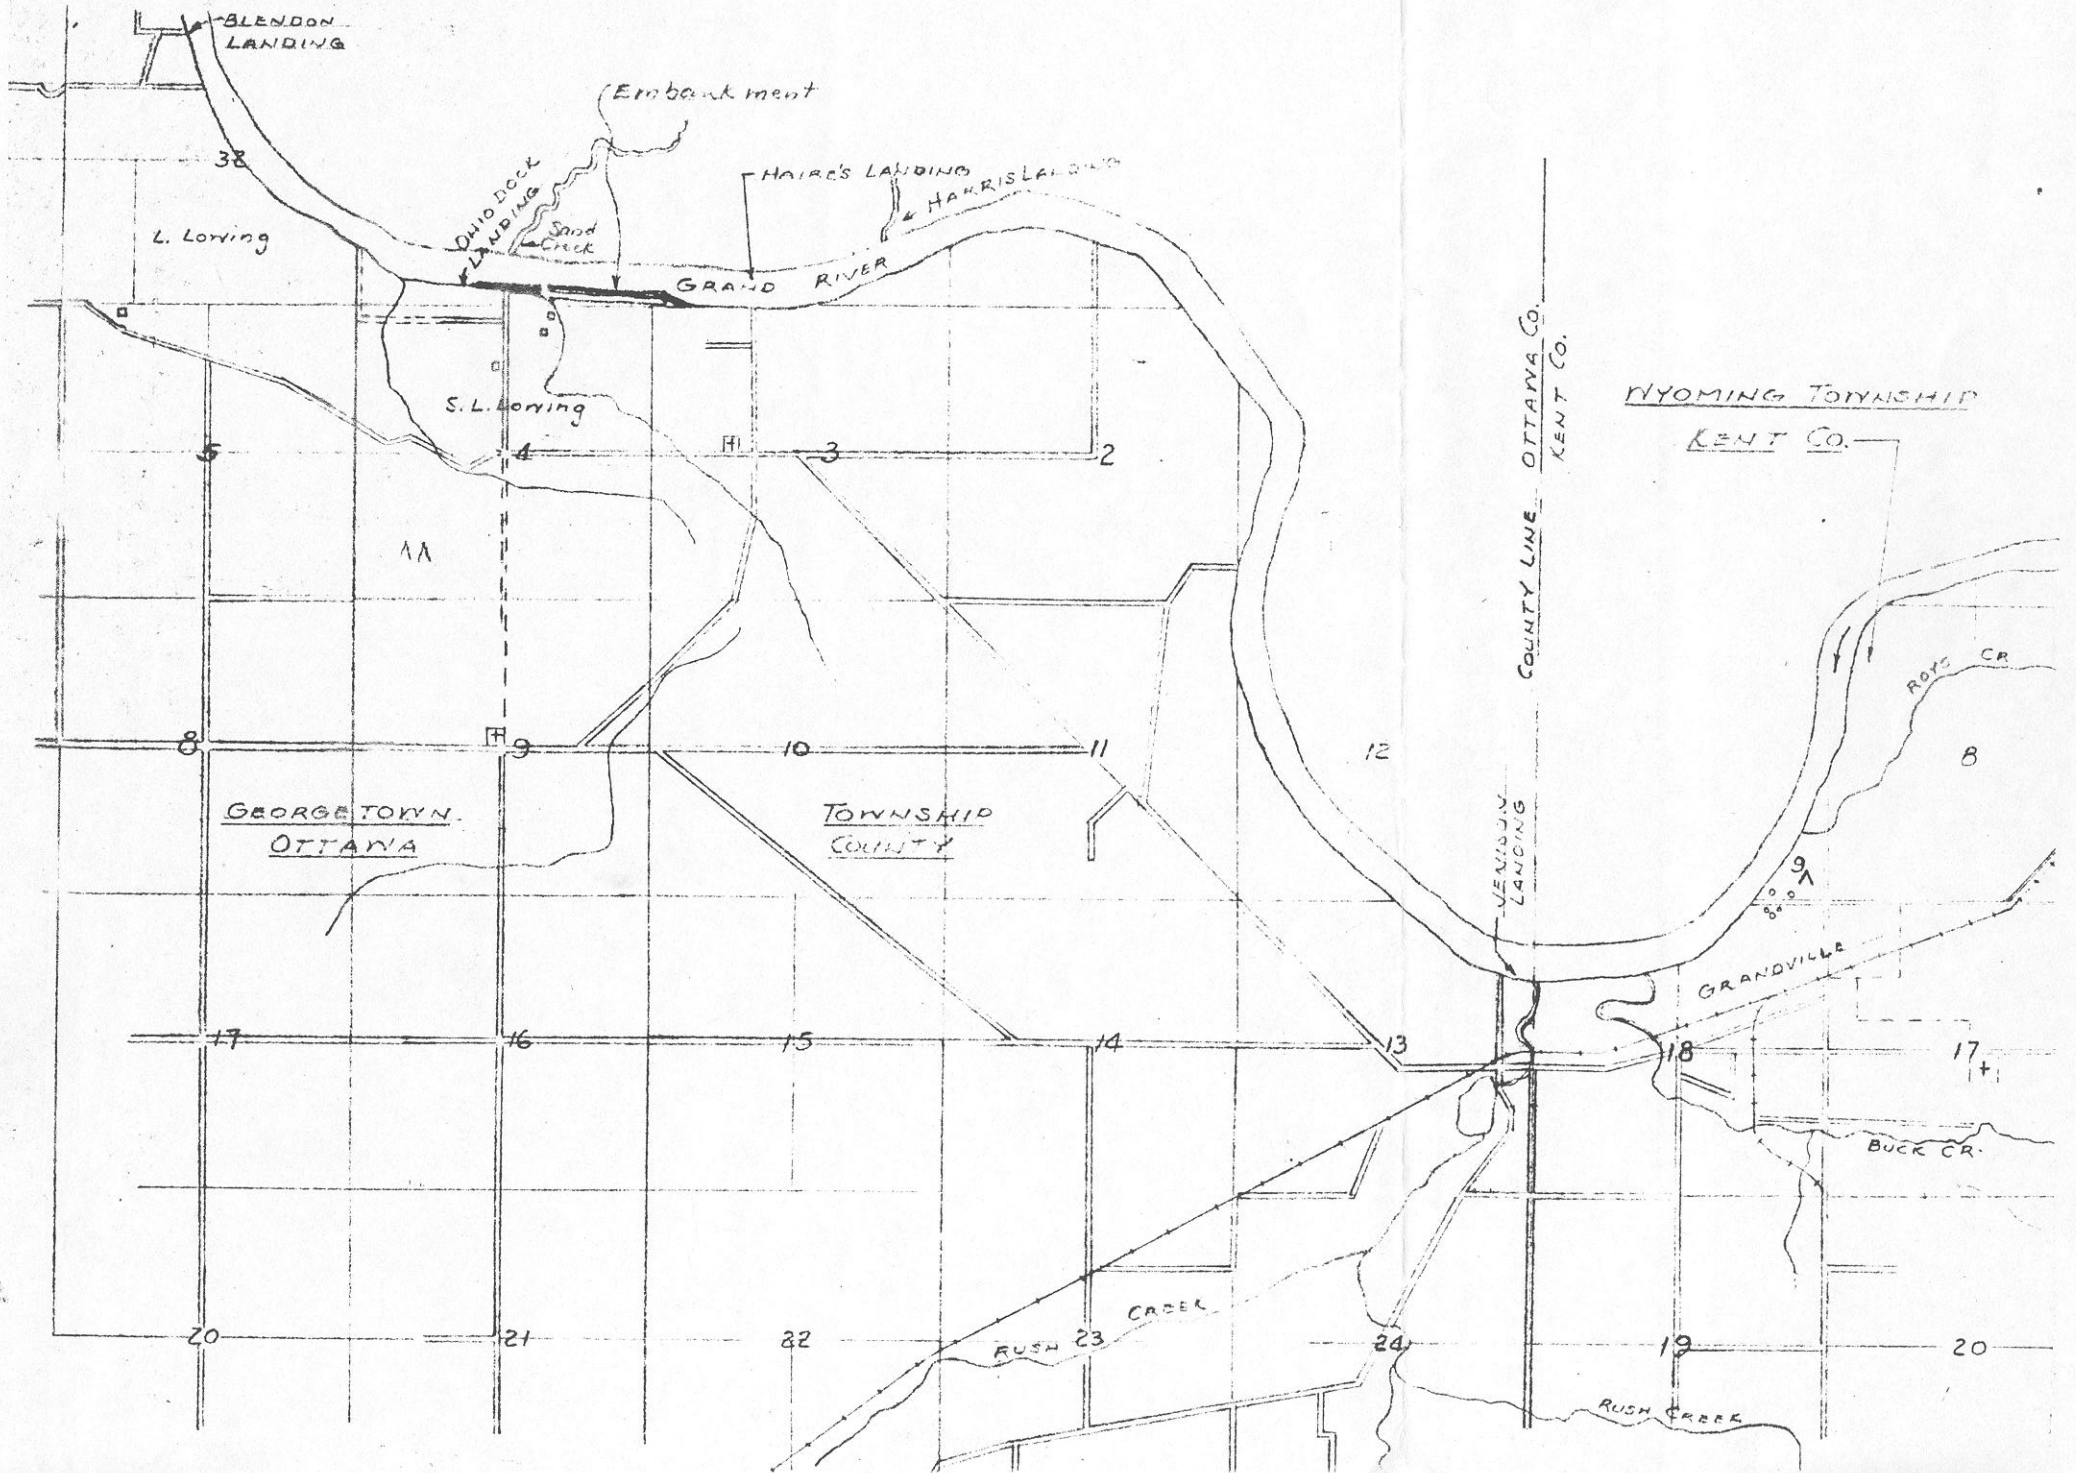 BLENDON
LANDING
Embankment
32
HAIRE'S LANDING
HARRIS LANDING
OHIO DOCK
LANDING
Sand
Creek
L. Lowing
GRAND RIVER
S.L. Lowing
COUNTY LINE OTTAWA CO.
KENT CO.
WYOMING TOWNSHIP
KENT CO.
5
4
3
2
ROYS CR
8
9
10
11
12
8
GEORGETOWN TOWNSHIP
OTTAWA COUNTY
JENISON
LANDING
9
GRANDVILLE
17
16
15
14
13
18
17
BUCK CR.
RUSH CREEK
20
21
22
23
24
19
20
RUSH CREEK